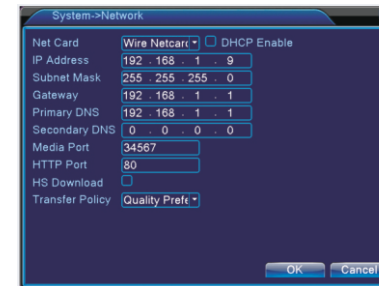 System->Network
Net Card Wire Netcard DHCP Enable
IP Address 192 . 168 . 1 . 9
Subnet Mask 255 . 255 . 255 . 0
Gateway 192 . 168 . 1 . 1
Primary DNS 192 . 168 . 1 . 1
Secondary DNS 0 . 0 . 0 . 0
Media Port 34567
HTTP Port 80
HS Download
Transfer Policy Quality Prefe
OK Cancel